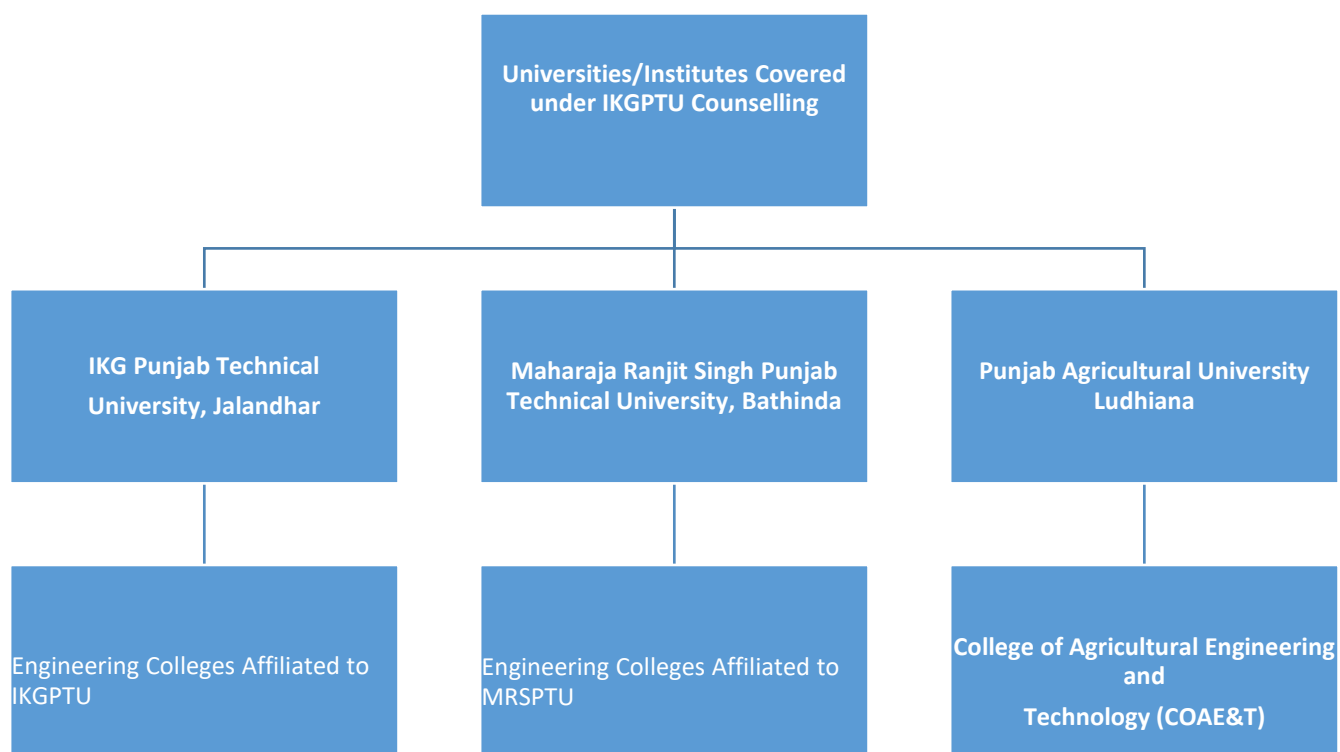 Universities/Institutes Covered
under IKGPTU Counselling
IKG Punjab Technical
University, Jalandhar
Maharaja Ranjit Singh Punjab
Technical University, Bathinda
Punjab Agricultural University
Ludhiana
Engineering Colleges Affiliated to
IKGPTU
Engineering Colleges Affiliated to
MRSPTU
College of Agricultural Engineering
and
Technology (COAE&T)